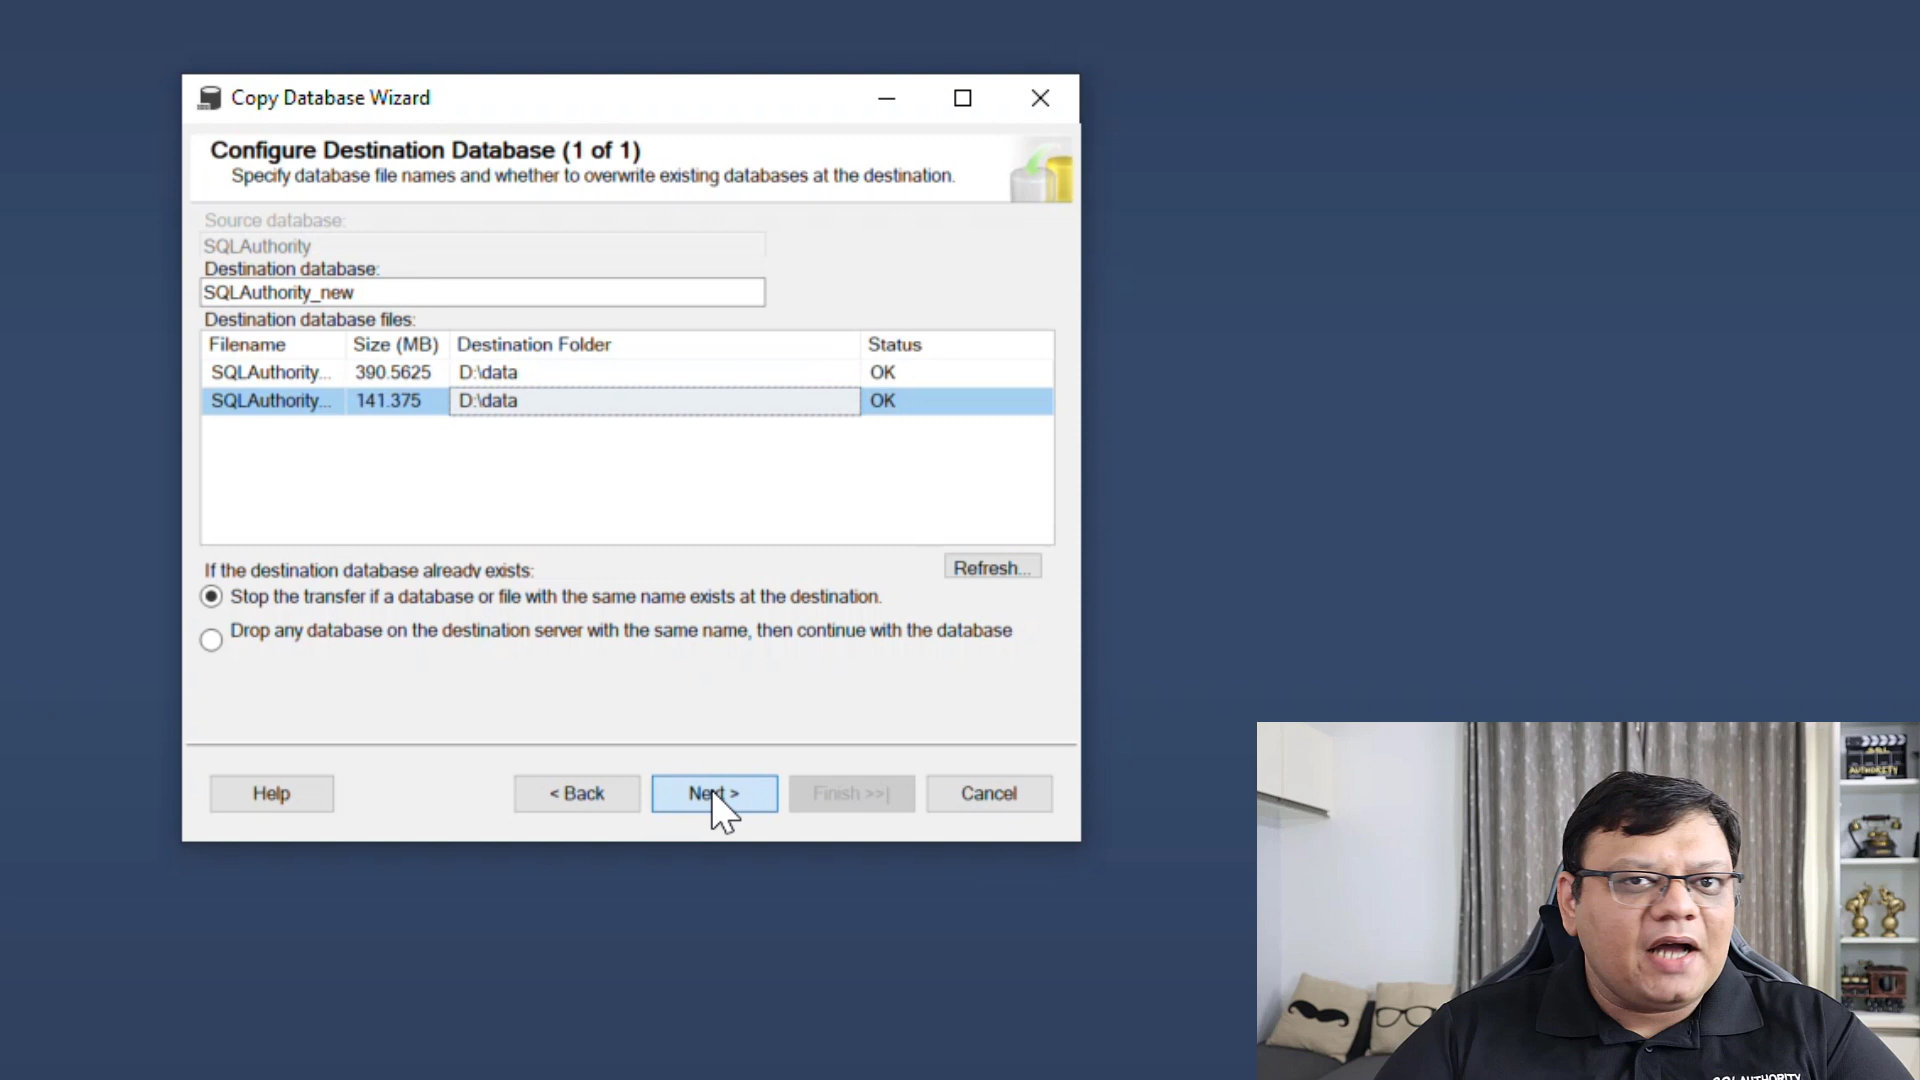 Copy Database Wizard
Configure Destination Database (1 of 1)
Specify database file names and whether to overwrite existing databases at the destination.
Source database:
SQLAuthority
Destination database:
SQLAuthority_new
Destination database files:
Filename Size (MB) Destination Folder Status
SQLAuthority... 390.5625 D:\data OK
SQLAuthority... 141.375 D:\data OK
If the destination database already exists:
Refresh...
Stop the transfer if a database or file with the same name exists at the destination.
Drop any database on the destination server with the same name, then continue with the database
Help < Back Next > Finish >>| Cancel
SQL
AUTHORITY
SQLAUTHORITY